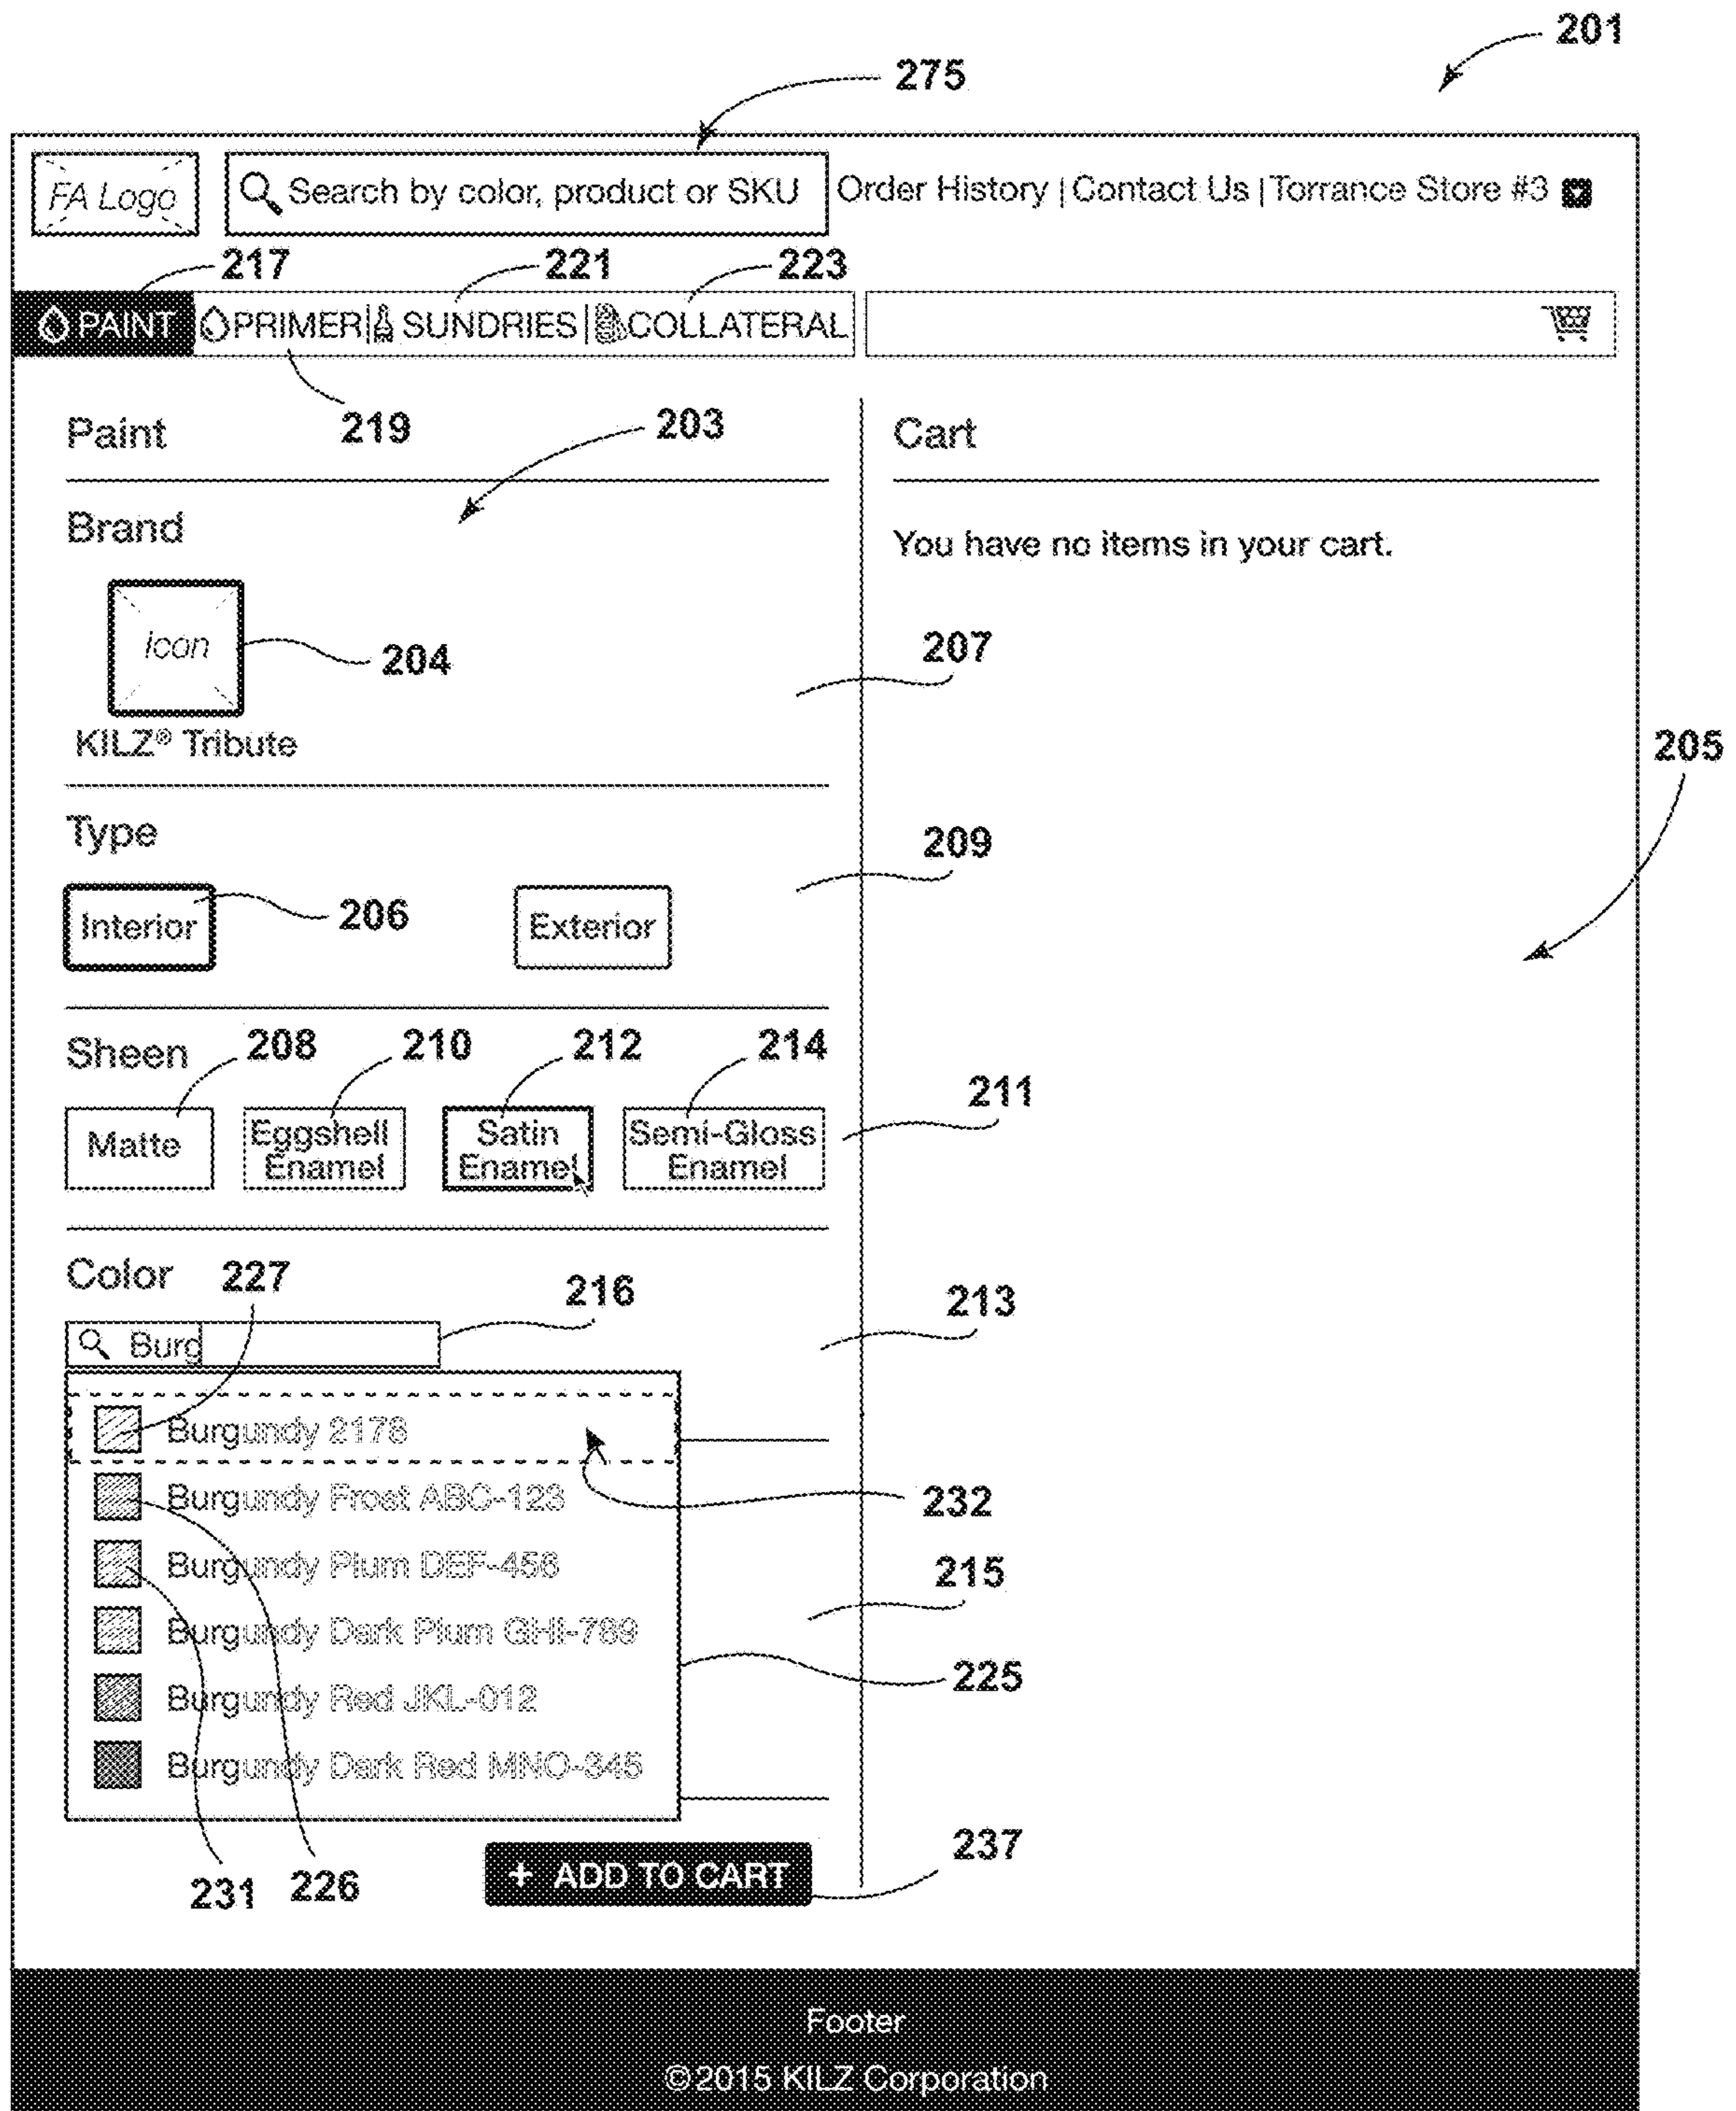 201
275
FA Logo
Search by color, product or SKU
Order History | Contact Us | Torrance Store #3
217
221
223
PAINT
PRIMER | SUNDRIES | COLLATERAL
219
203
Paint
Cart
Brand
You have no items in your cart.
Icon
204
207
KILZ® Tribute
205
Type
209
Interior
206
Exterior
Sheen
208
210
212
214
211
Matte
Eggshell
Enamel
Satin
Enamel
Semi-Gloss
Enamel
Color
227
216
213
Burg
Burgundy 2178
Burgundy Frost ABC-123
232
Burgundy Plum DEF-456
215
Burgundy Dark Plum GHI-789
225
Burgundy Red JKL-012
Burgundy Dark Red MNO-345
237
231
226
+ ADD TO CART
Footer
©2015 KILZ Corporation